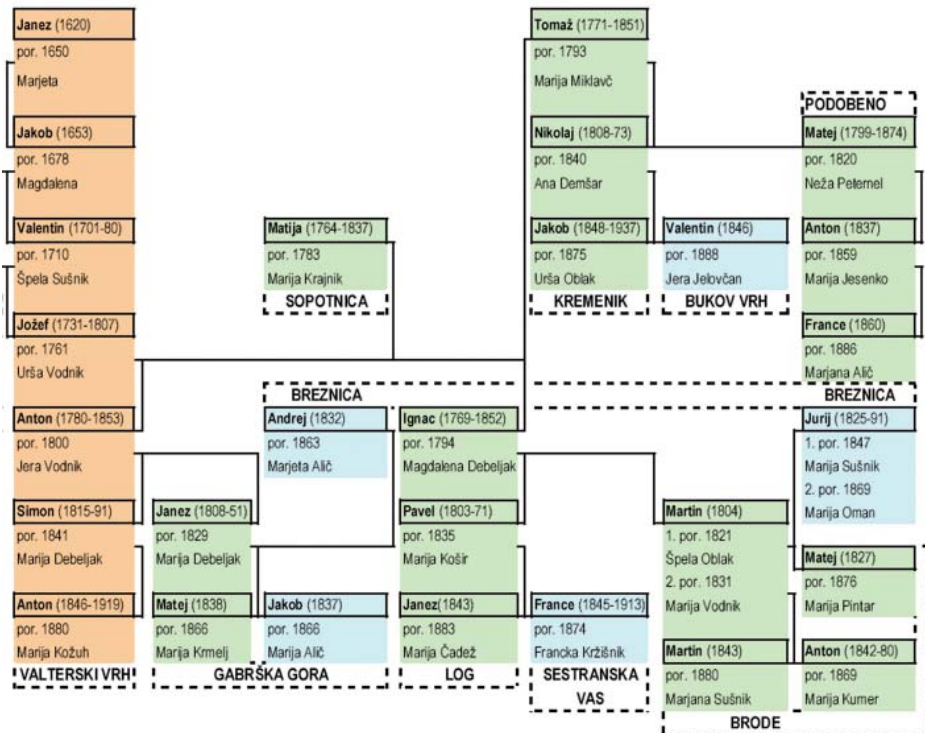 Janez (1620)
por. 1650
Marjeta
Jakob (1653)
por. 1678
Magdalena
Valentin (1701-80)
por. 1710
Špela Sušnik
Jožef (1731-1807)
por. 1761
Urša Vodnik
Anton (1780-1853)
por. 1800
Jera Vodnik
Simon (1815-91)
por. 1841
Marija Debeljak
Anton (1846-1919)
por. 1880
Marija Kožuh
VALTERSKI VRH
Janez (1808-51)
por. 1829
Marija Debeljak
Matej (1838)
por. 1866
Marija Krmelj
Matija (1764-1837)
por. 1783
Marija Krajnik
SOPOTNICA
BREZNICA
Andrej (1832)
por. 1863
Marjeta Alič
Jakob (1837)
por. 1866
Marija Alič
GABRŠKA GORA
Ignac (1769-1852)
por. 1794
Magdalena Debeljak
Pavel (1803-71)
por. 1835
Marija Košir
Janez(1843)
por. 1883
Marija Čadež
LOG
Tomaž (1771-1851)
por. 1793
Marija Miklavč
Nikolaj (1808-73)
por. 1840
Ana Demšar
Jakob (1848-1937)
por. 1875
Urša Oblak
KREMENIK
France (1845-1913)
por. 1874
Francka Kržišnik
SESTRANSKA
VAS
Valentin (1846)
por. 1888
Jera Jelovčan
BUKOV VRH
Martin (1804)
1. por. 1821
Špela Oblak
2. por. 1831
Marija Vodnik
Martin (1843)
por. 1880
Marjana Sušnik
PODOBENO
Matej (1799-1874)
por. 1820
Neža Peternel
Anton (1837)
por. 1859
Marija Jesenko
France (1860)
por. 1886
Marjana Alič
BREZNICA
Jurij (1825-91)
1. por. 1847
Marija Sušnik
2. por. 1869
Marija Oman
Matej (1827)
por. 1876
Marija Pintar
Anton (1842-80)
por. 1869
Marija Kumer
BRODE